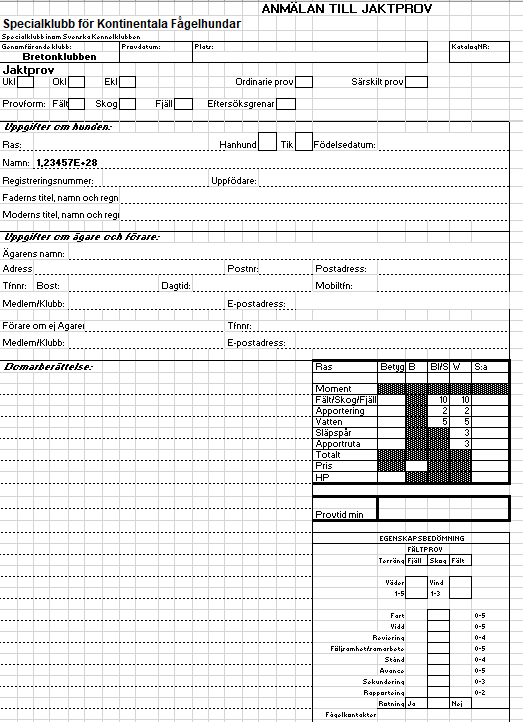 ANMÄLAN TILL JAKTPROV
Specialklubb för Kontinentala Fågelhundar
Specialklubb inom Svenska Kennelklubben
Genomförande klubb: Provdatum: Plats: KatalogNR:
Bretonklubben
Jaktprov
Ukl Okl Ekl Ordinarie prov Särskilt prov
Provform: Fält Skog Fjäll Eftersöksgrenar
Uppgifter om hunden:
Ras: Hanhund Tik Födelsedatum:
Namn: 1,23457E+28
Registreringsnummer: Uppfödare:
Faderns titel, namn och regn
Moderns titel, namn och regi
Uppgifter om ägare och förare:
Ägarens namn:
Adress Postnr: Postadress:
Tfnnr: Bost: Dagtid: Mobiltfn:
Medlem/Klubb: E-postadress:
Förare om ej Ägaren Tfnnr:
Medlem/Klubb: E-postadress:
Domarberättelse:
Ras Betyg B Bl/S W S:a
Moment
Fält/Skog/Fjäll 10 10
Apportering 2 2
Vatten 5 5
Släpspår 3
Apportruta 3
Totalt
Pris
HP
Provtid min
EGENSKAPSBEDÖMNING
FÄLTPROV
Terräng Fjäll Skog Fält
Väder Vind
1-5 1-3
Fart 0-5
Vidd 0-5
Reviering 0-4
Följsamhet/samarbete 0-5
Stånd 0-4
Avance 0-5
Sekundering 0-3
Rapportering 0-2
Ratning Ja Nej
Fågelkontakter